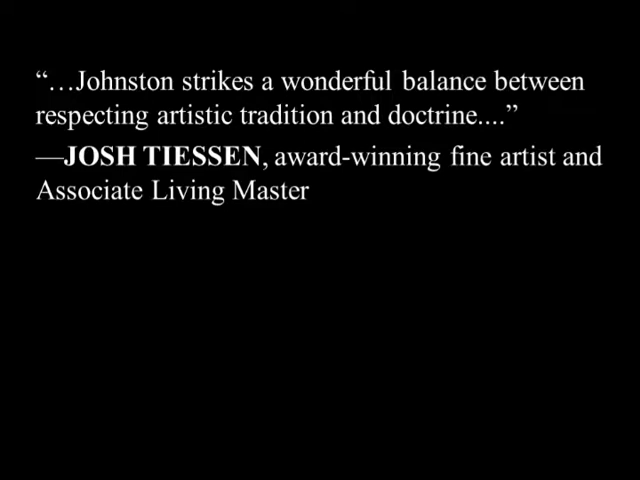 “…Johnston strikes a wonderful balance between
respecting artistic tradition and doctrine....”
—JOSH TIESSEN, award-winning fine artist and
Associate Living Master